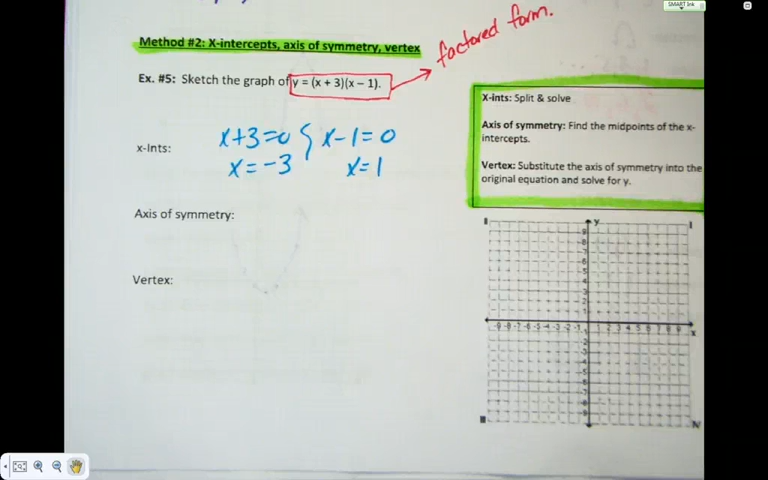 SMART Ink
factored form.
Method #2: X-intercepts, axis of symmetry, vertex
Ex. #5: Sketch the graph of y = (x + 3)(x – 1).
X-ints: Split & solve
Axis of symmetry: Find the midpoints of the x-
intercepts.
Vertex: Substitute the axis of symmetry into the
original equation and solve for y.
x-ints:
x+3=0 x-1=0
x=-3 x=1
Axis of symmetry:
Vertex:
y
x